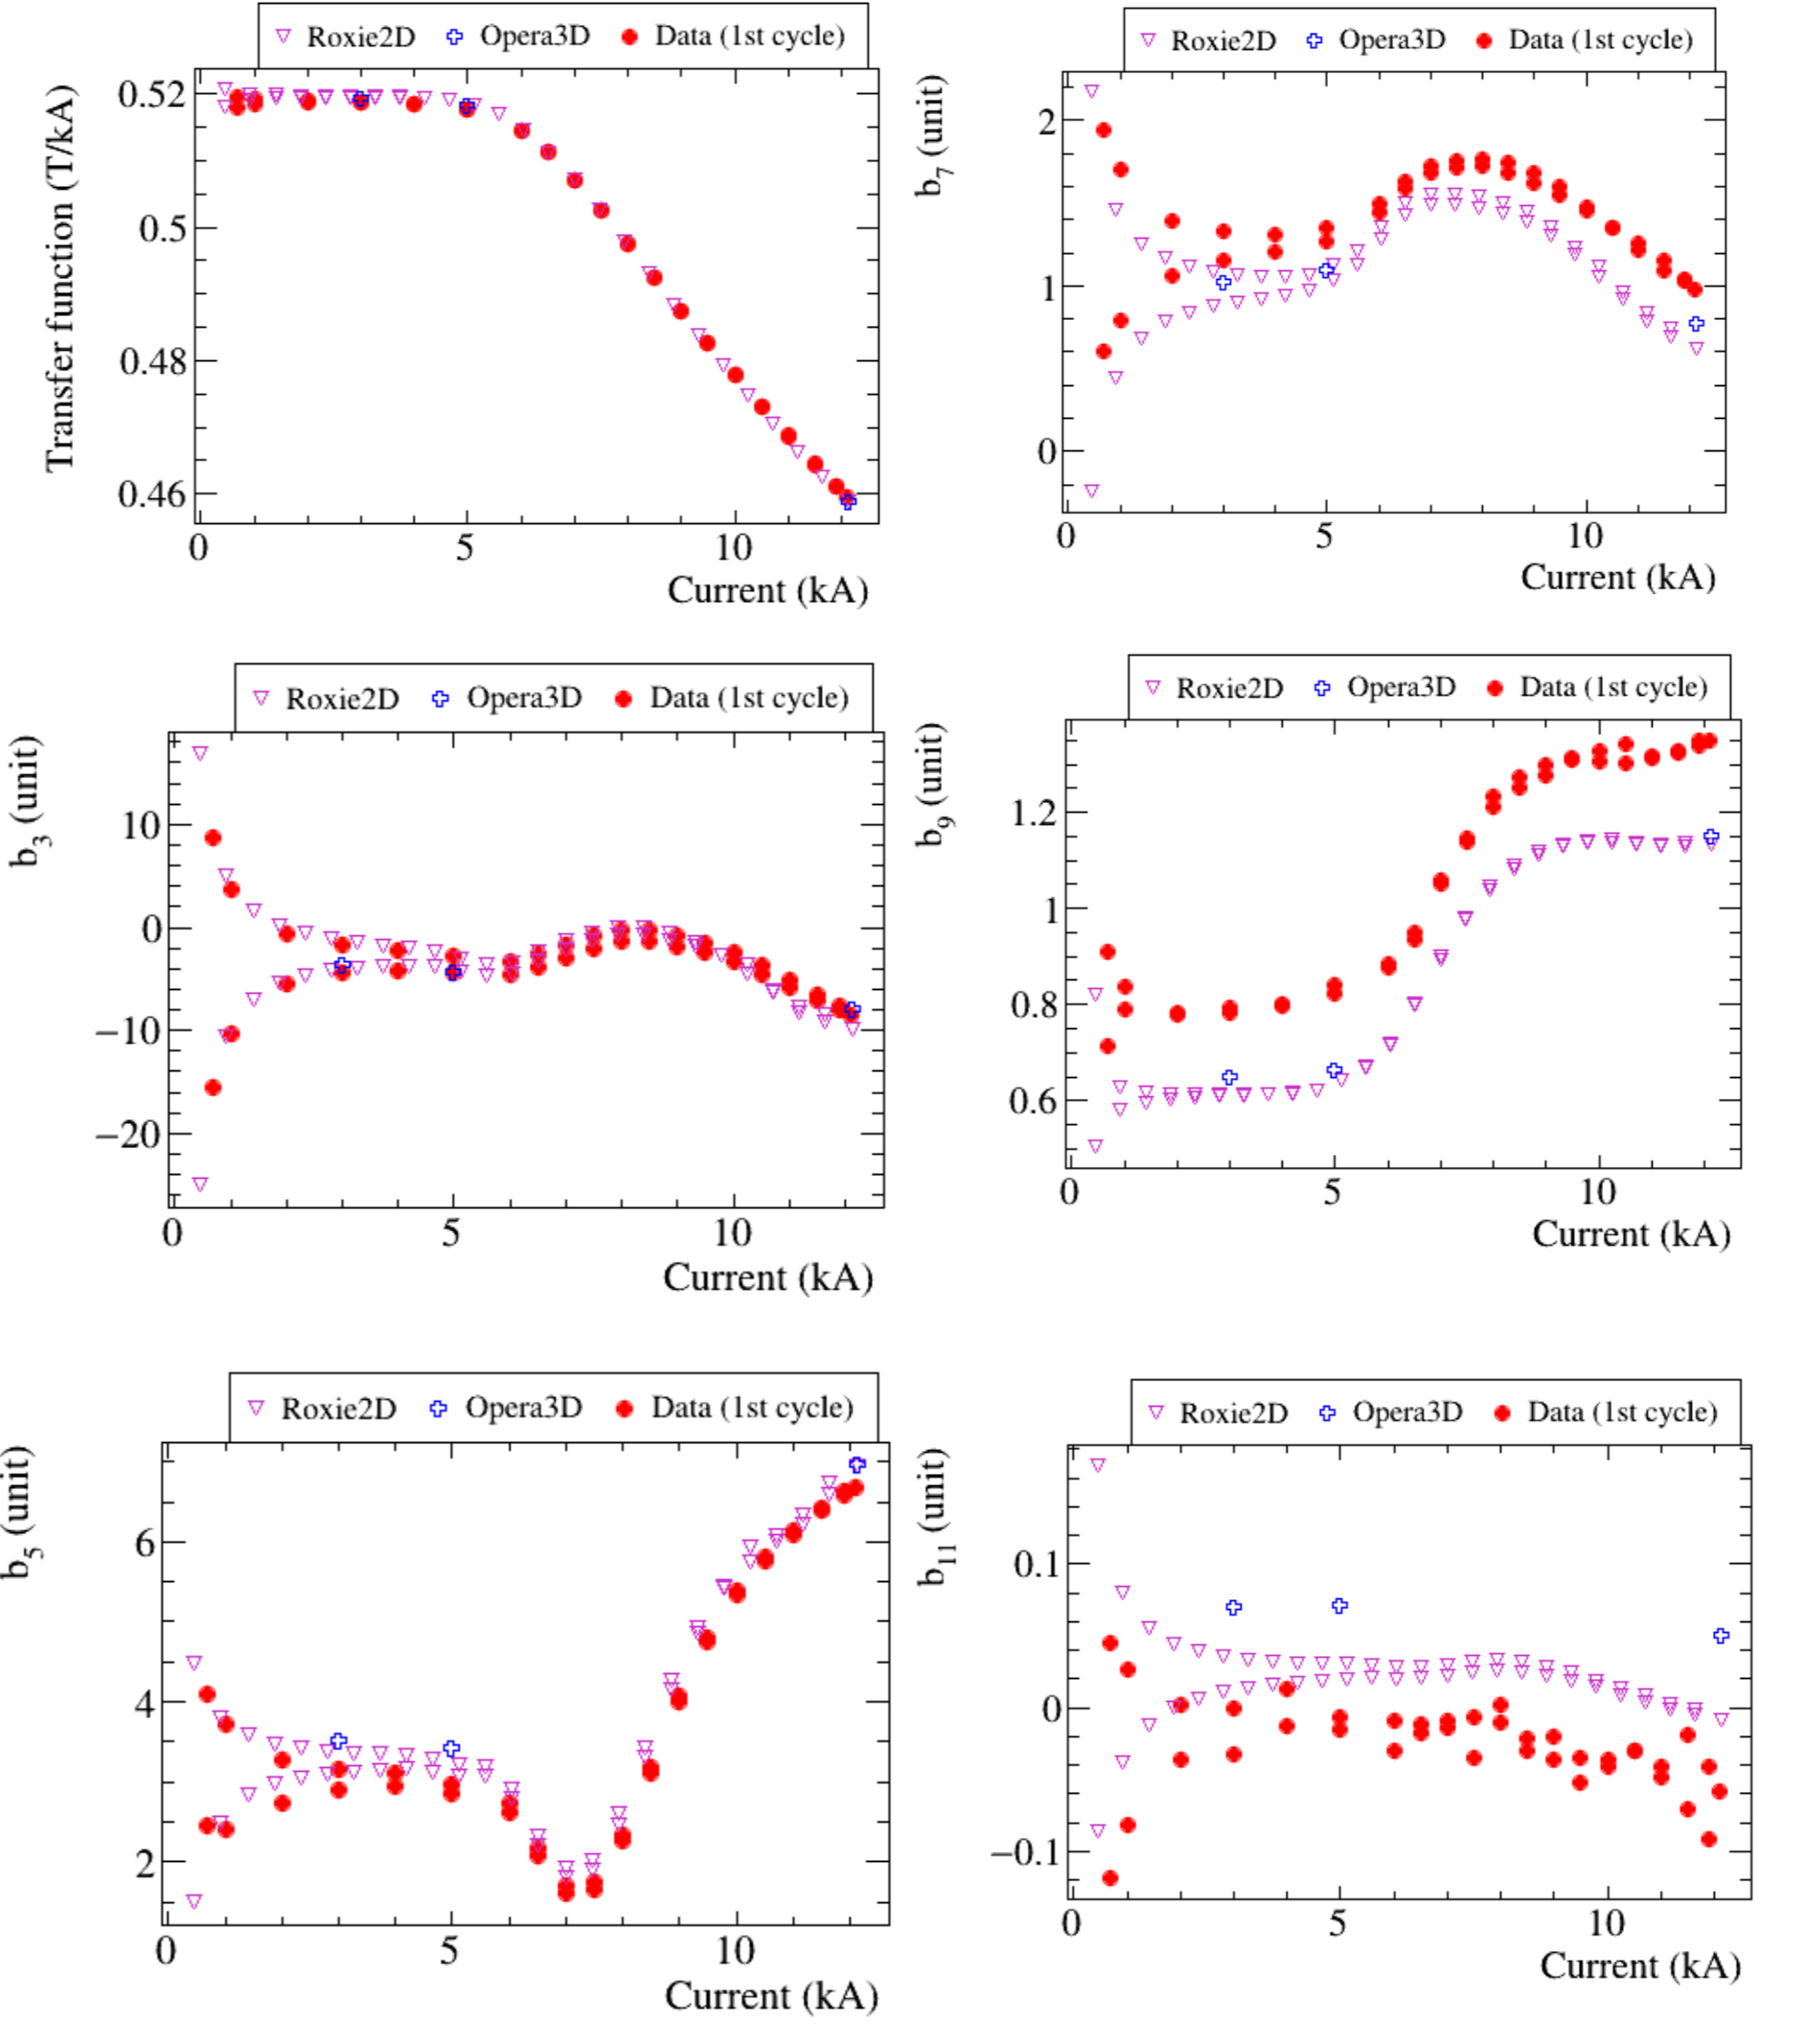 Roxie2D Opera3D Data (1st cycle)
Transfer function (T/kA)
0.52
0.5
0.48
0.46
0 5 10
Current (kA)
Roxie2D Opera3D Data (1st cycle)
b7 (unit)
2
1
0
0 5 10
Current (kA)
Roxie2D Opera3D Data (1st cycle)
b3 (unit)
10
0
−10
−20
0 5 10
Current (kA)
Roxie2D Opera3D Data (1st cycle)
b9 (unit)
1.2
1
0.8
0.6
0 5 10
Current (kA)
Roxie2D Opera3D Data (1st cycle)
b5 (unit)
6
4
2
0 5 10
Current (kA)
Roxie2D Opera3D Data (1st cycle)
b11 (unit)
0.1
0
−0.1
0 5 10
Current (kA)